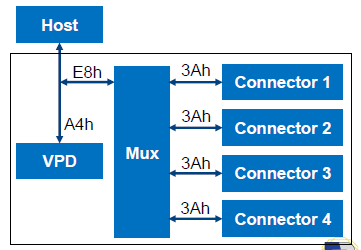 Host
E8h
3Ah
Connector 1
3Ah
Connector 2
A4h
VPD
Mux
3Ah
Connector 3
3Ah
Connector 4